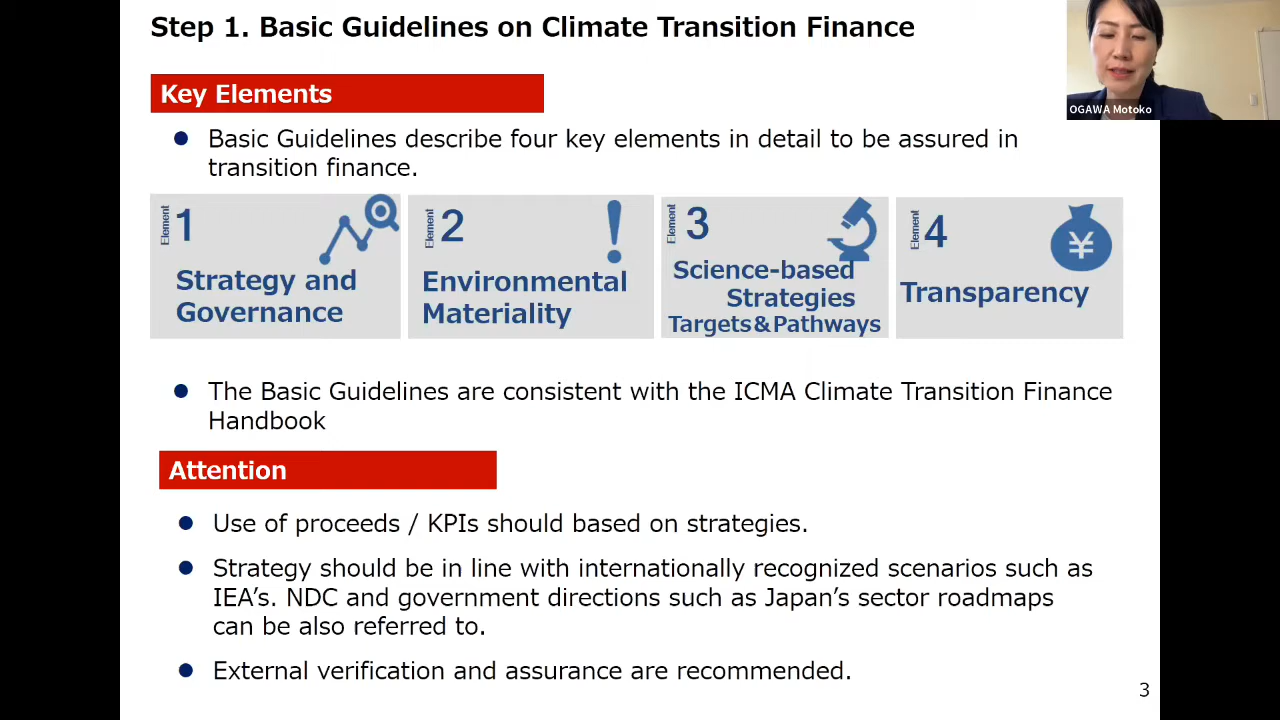 Step 1. Basic Guidelines on Climate Transition Finance
OGAWA Motoko
Key Elements
Basic Guidelines describe four key elements in detail to be assured in
transition finance.
Element 1
Strategy and
Governance
Element 2
Environmental
Materiality
Element 3
Science-based
Strategies
Targets&Pathways
Element 4
¥
Transparency
The Basic Guidelines are consistent with the ICMA Climate Transition Finance
Handbook
Attention
Use of proceeds / KPIs should based on strategies.
Strategy should be in line with internationally recognized scenarios such as
IEA's. NDC and government directions such as Japan's sector roadmaps
can be also referred to.
External verification and assurance are recommended.
3